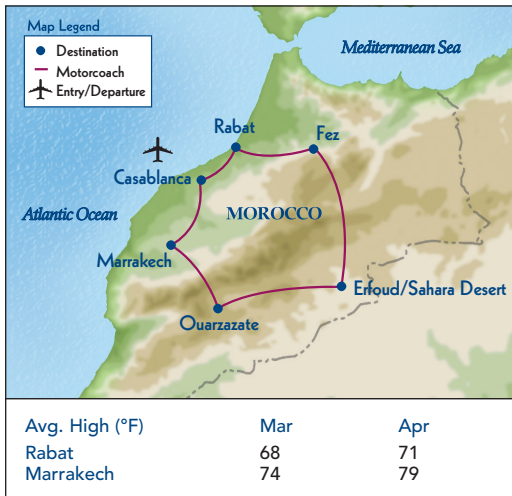 Map Legend
Destination
Motorcoach
Entry/Departure
Mediterranean Sea
Rabat
Fez
Casablanca
Atlantic Ocean
MOROCCO
Marrakech
Erfoud/Sahara Desert
Ouarzazate
Avg. High (°F) Mar Apr
Rabat 68 71
Marrakech 74 79